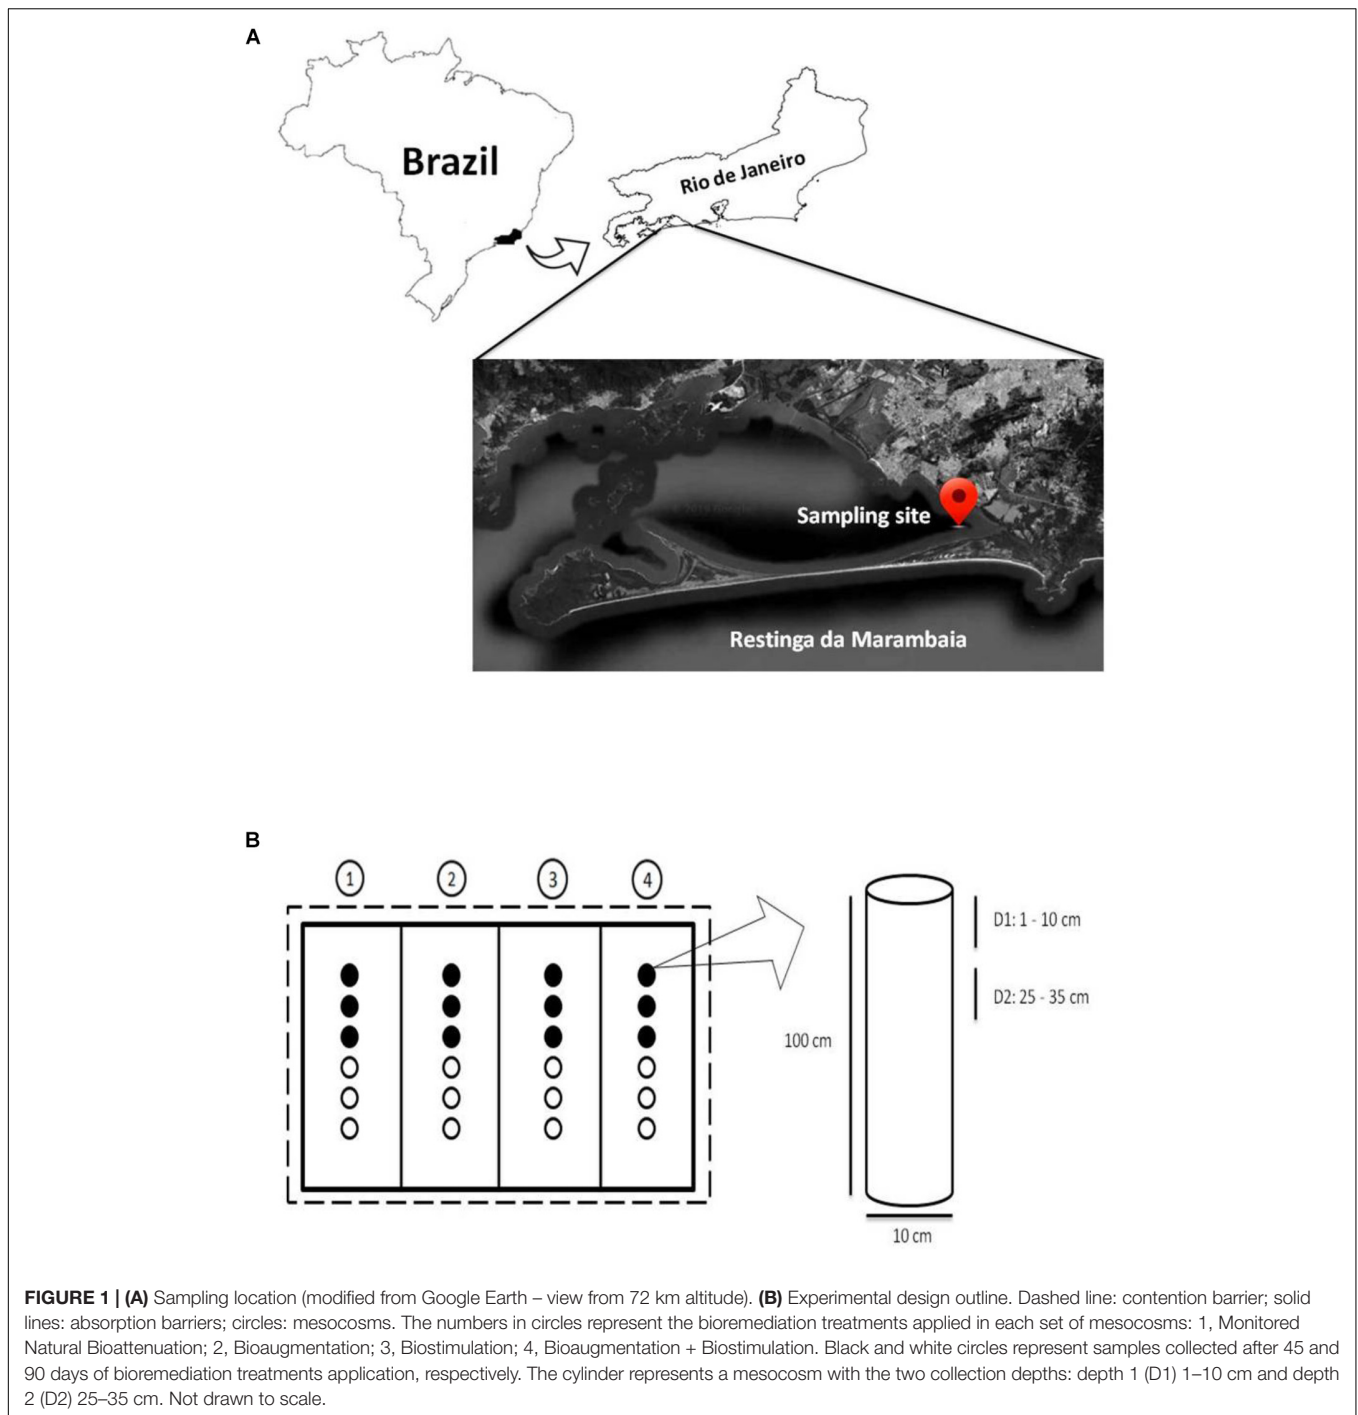 A
Brazil
Rio de Janeiro
Sampling site
Restinga da Marambaia
B
1 2 3 4
D1: 1 - 10 cm
D2: 25 - 35 cm
100 cm
10 cm
FIGURE 1 | (A) Sampling location (modified from Google Earth – view from 72 km altitude). (B) Experimental design outline. Dashed line: contention barrier; solid
lines: absorption barriers; circles: mesocosms. The numbers in circles represent the bioremediation treatments applied in each set of mesocosms: 1, Monitored
Natural Bioattenuation; 2, Bioaugmentation; 3, Biostimulation; 4, Bioaugmentation + Biostimulation. Black and white circles represent samples collected after 45 and
90 days of bioremediation treatments application, respectively. The cylinder represents a mesocosm with the two collection depths: depth 1 (D1) 1–10 cm and depth
2 (D2) 25–35 cm. Not drawn to scale.